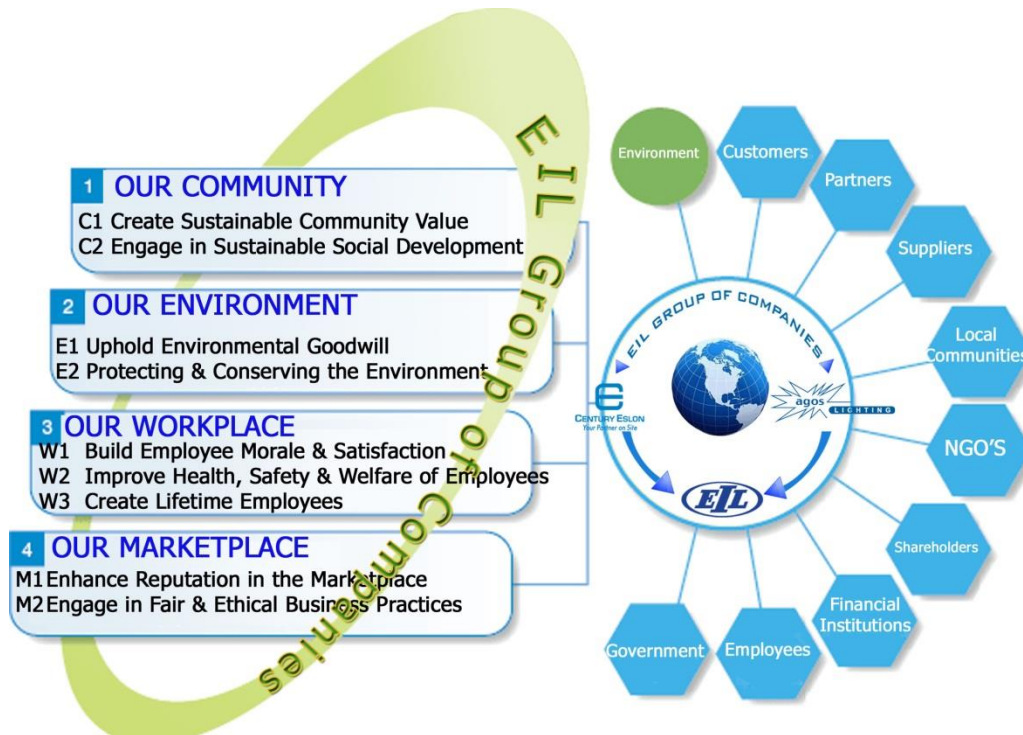 EIL Group of Companies
1 OUR COMMUNITY
C1 Create Sustainable Community Value
C2 Engage in Sustainable Social Development
2 OUR ENVIRONMENT
E1 Uphold Environmental Goodwill
E2 Protecting & Conserving the Environment
3 OUR WORKPLACE
W1 Build Employee Morale & Satisfaction
W2 Improve Health, Safety & Welfare of Employees
W3 Create Lifetime Employees
4 OUR MARKETPLACE
M1 Enhance Reputation in the Marketplace
M2 Engage in Fair & Ethical Business Practices
Environment
Customers
Partners
Suppliers
Local
Communities
NGO'S
Shareholders
Financial
Institutions
Employees
Government
EIL GROUP OF COMPANIES
CENTURY ESLON
Your Partner on Site
agos
LIGHTING
EIL